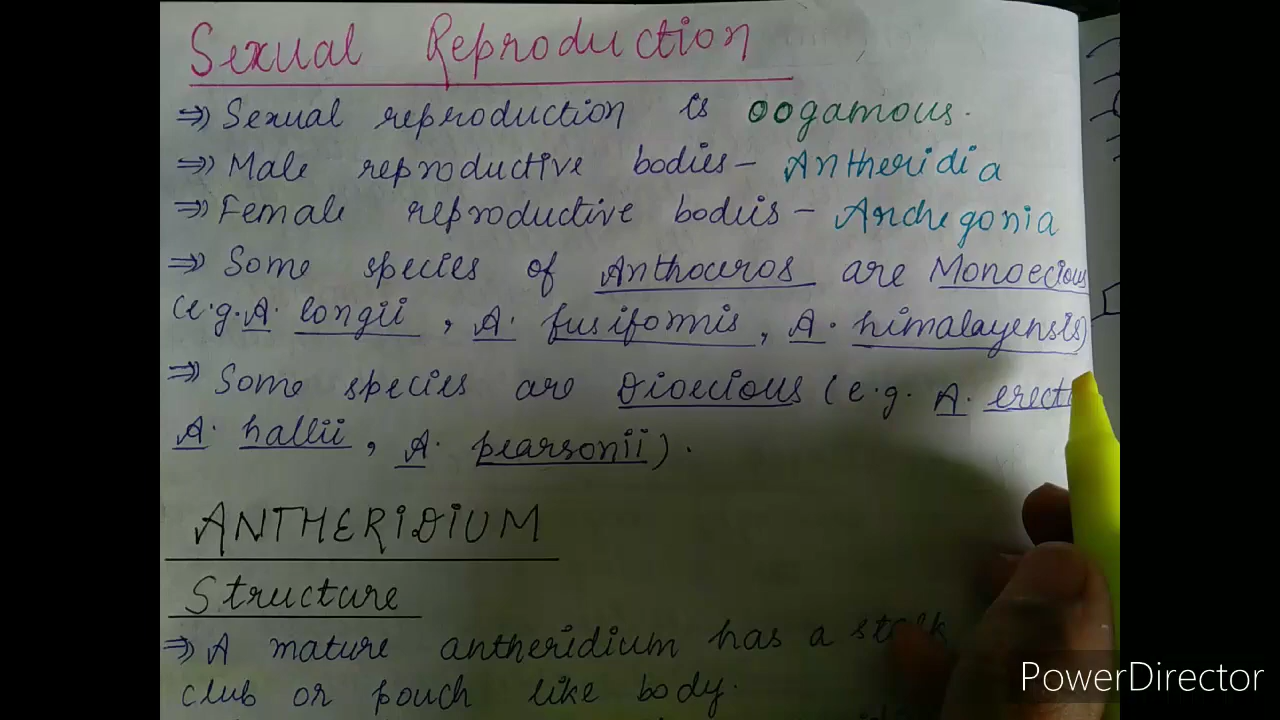 Sexual Reproduction
⇒ Sexual reproduction is oogamous.
⇒ Male reproductive bodies - Antheridia
⇒ Female reproductive bodies - Archegonia
⇒ Some species of Anthoceros are Monoecious
(e.g. A. longii, A. fusiformis, A. himalayensis)
⇒ Some species are Dioecious (e.g. A.
A. hallii, A. pearsonii).
ANTHERIDIUM
Structure
⇒ A mature antheridium has a stalk
club or pouch like body.
PowerDirector